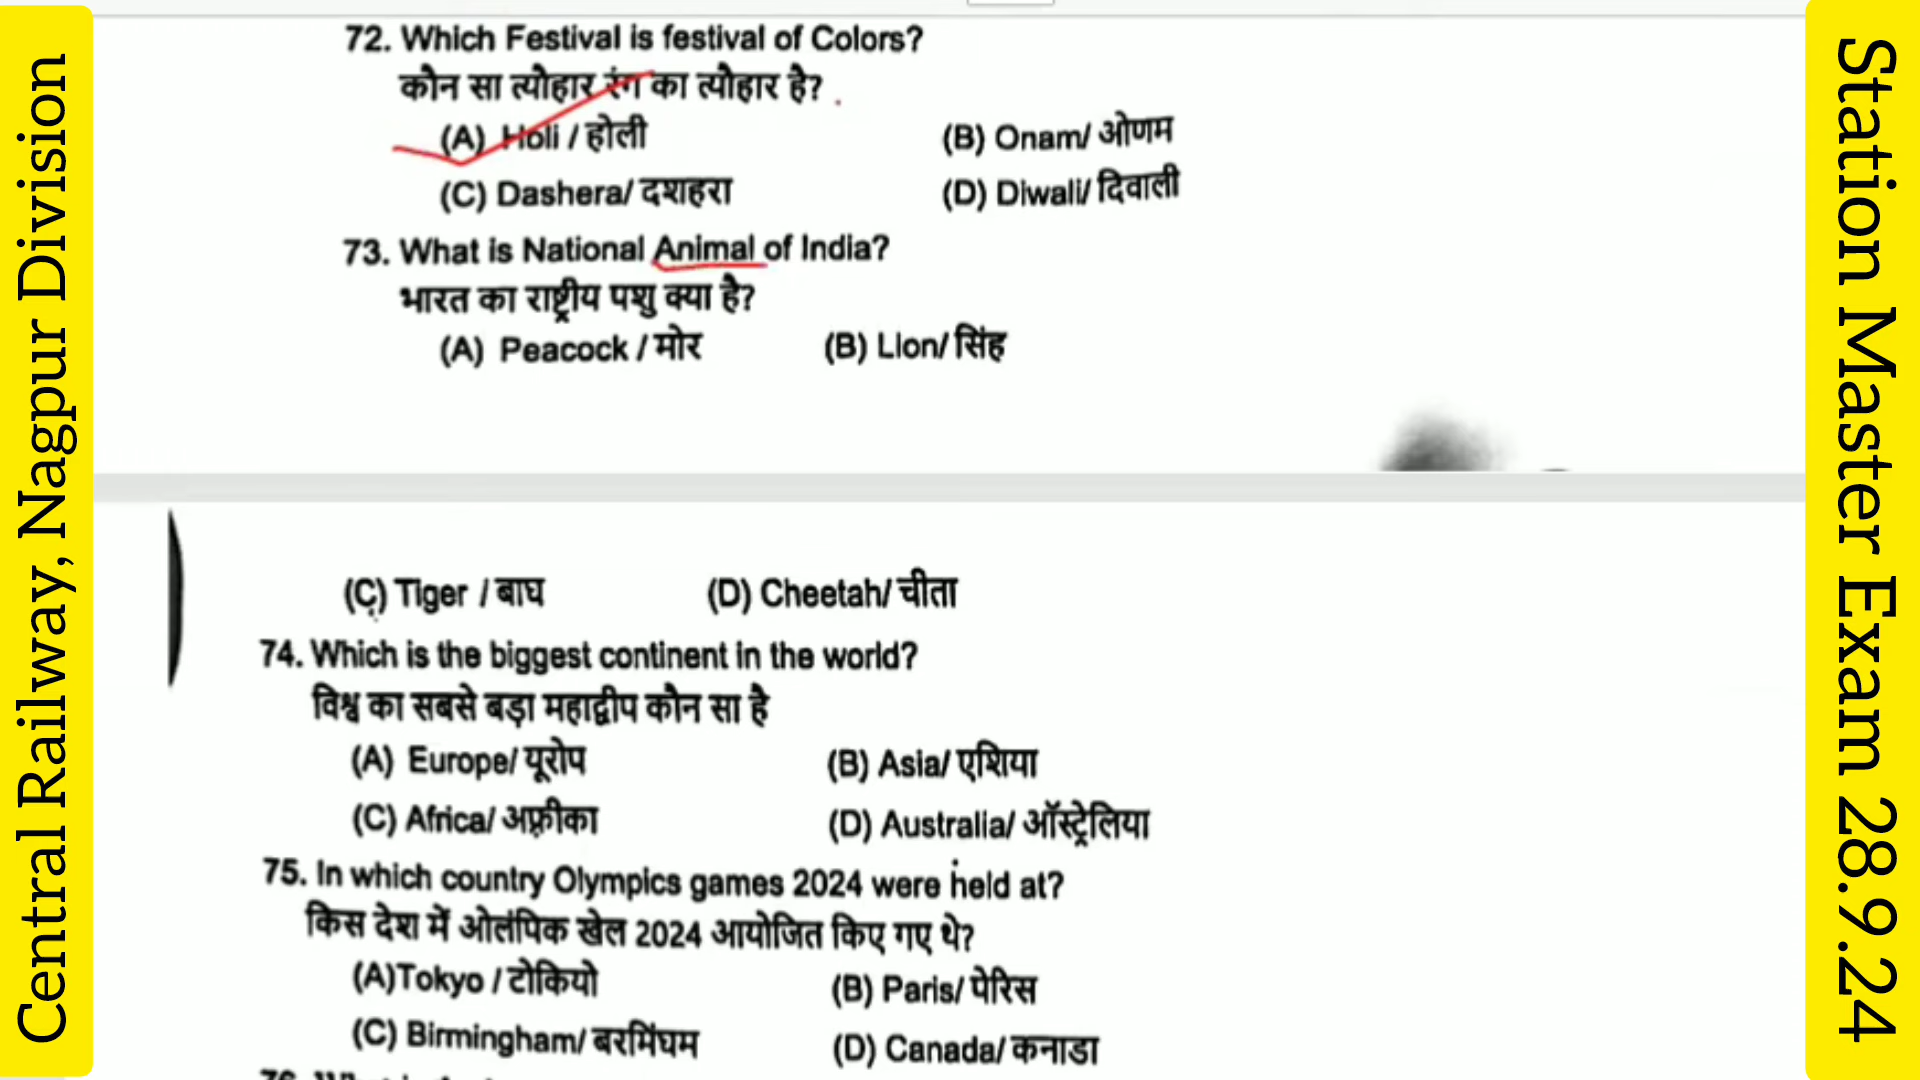 Central Railway, Nagpur Division
72. Which Festival is festival of Colors?
कौन सा त्यौहार रंग का त्यौहार है?
(A) Holi / होली (B) Onam/ ओणम
(C) Dashera/ दशहरा (D) Diwali/ दिवाली
73. What is National Animal of India?
भारत का राष्ट्रीय पशु क्या है?
(A) Peacock / मोर (B) Lion/ सिंह
(C) Tiger / बाघ (D) Cheetah/ चीता
74. Which is the biggest continent in the world?
विश्व का सबसे बड़ा महाद्वीप कौन सा है
(A) Europe/ यूरोप (B) Asia/ एशिया
(C) Africa/ अफ्रीका (D) Australia/ ऑस्ट्रेलिया
75. In which country Olympics games 2024 were held at?
किस देश में ओलंपिक खेल 2024 आयोजित किए गए थे?
(A)Tokyo / टोकियो (B) Paris/ पेरिस
(C) Birmingham/ बरमिंघम (D) Canada/ कनाडा
Station Master Exam 28.9.24